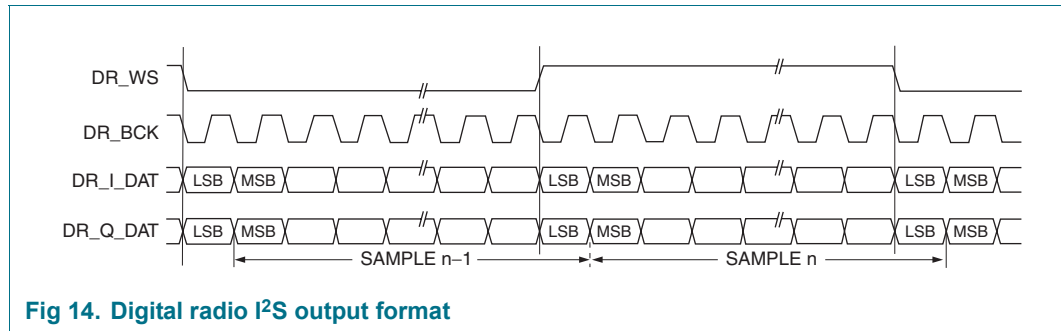 DR_WS
DR_BCK
DR_I_DAT LSB MSB LSB MSB LSB MSB
DR_Q_DAT LSB MSB LSB MSB LSB MSB
SAMPLE n−1 SAMPLE n
Fig 14. Digital radio I²S output format